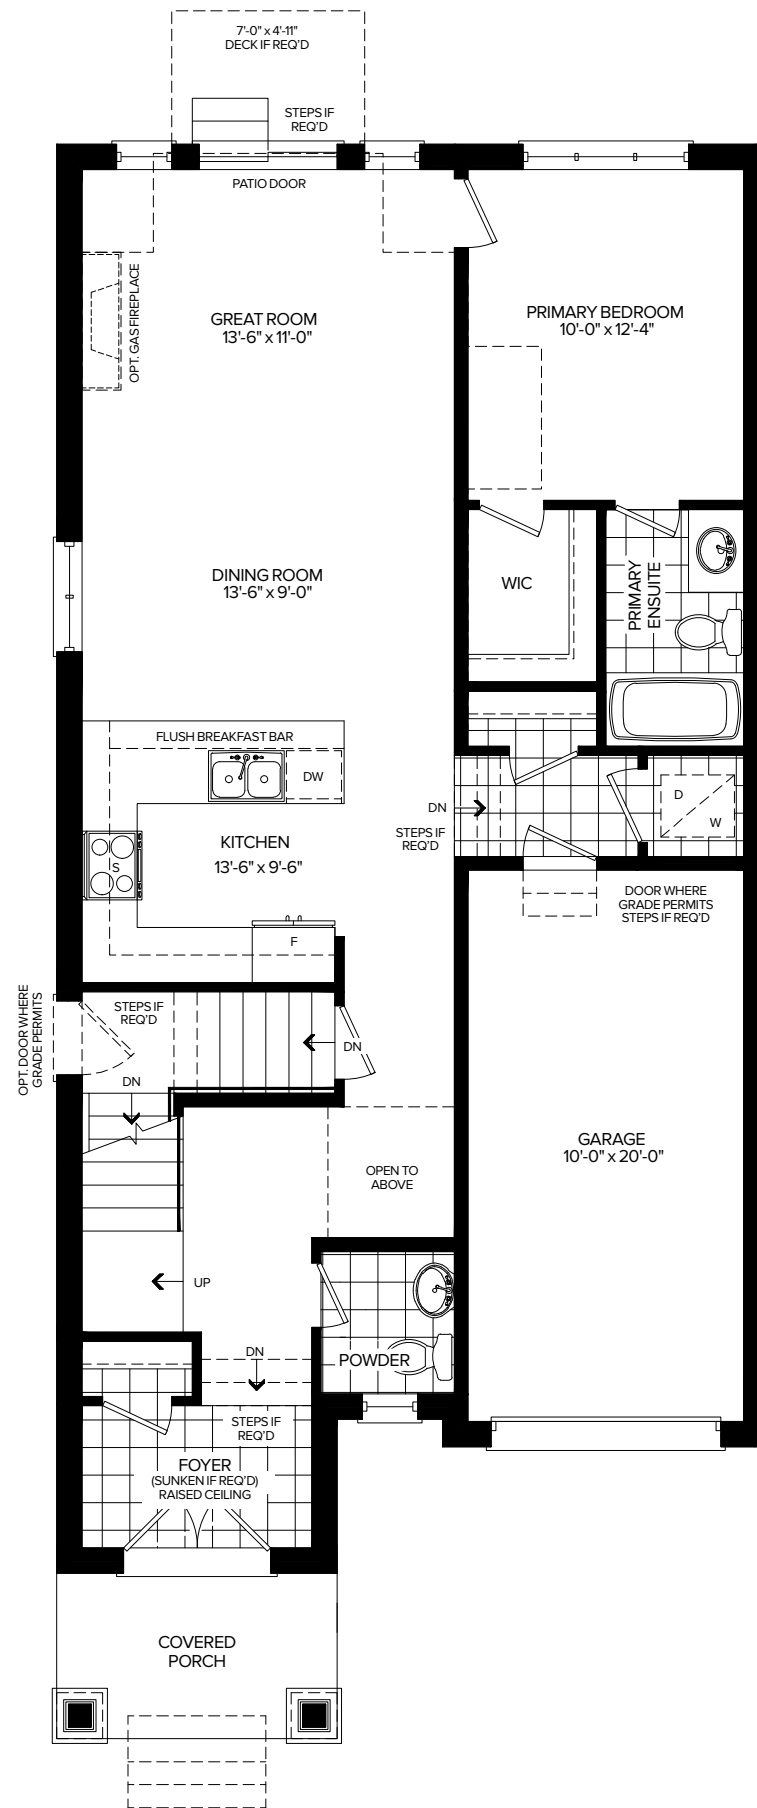 7'-0" x 4'-11"
DECK IF REQ'D
STEPS IF
REQ'D
PATIO DOOR
OPT. GAS FIREPLACE
GREAT ROOM
13'-6" x 11'-0"
PRIMARY BEDROOM
10'-0" x 12'-4"
DINING ROOM
13'-6" x 9'-0"
WIC
PRIMARY
ENSUITE
FLUSH BREAKFAST BAR
DW
KITCHEN
13'-6" x 9'-6"
S
F
DN
STEPS IF
REQ'D
D
W
DOOR WHERE
GRADE PERMITS
STEPS IF REQ'D
OPT. DOOR WHERE
GRADE PERMITS
STEPS IF
REQ'D
DN
DN
GARAGE
10'-0" x 20'-0"
OPEN TO
ABOVE
UP
DN
POWDER
STEPS IF
REQ'D
FOYER
(SUNKEN IF REQ'D)
RAISED CEILING
COVERED
PORCH